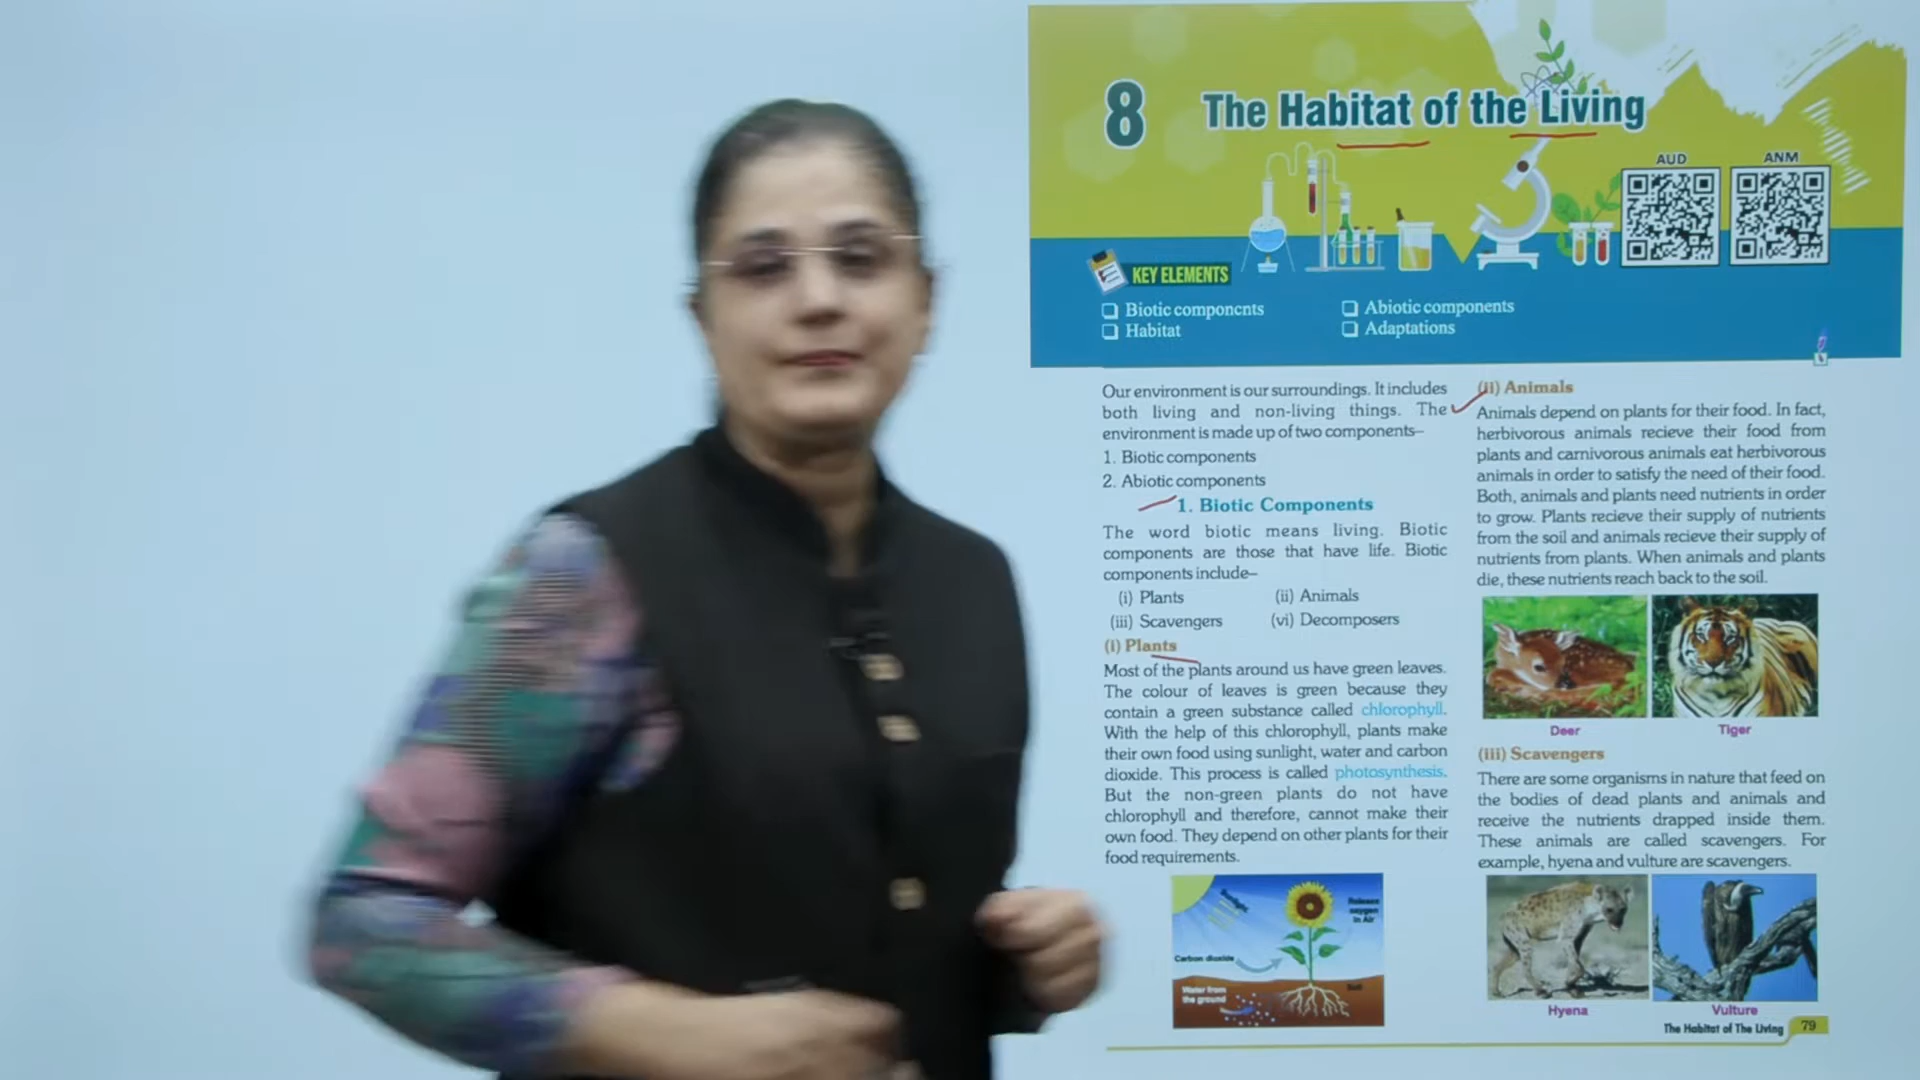 8 The Habitat of the Living
AUD ANM
KEY ELEMENTS
Biotic components
Habitat
Abiotic components
Adaptations
Our environment is our surroundings. It includes
both living and non-living things. The
environment is made up of two components–
1. Biotic components
2. Abiotic components
1. Biotic Components
The word biotic means living. Biotic
components are those that have life. Biotic
components include–
(i) Plants (ii) Animals
(iii) Scavengers (vi) Decomposers
(i) Plants
Most of the plants around us have green leaves.
The colour of leaves is green because they
contain a green substance called chlorophyll.
With the help of this chlorophyll, plants make
their own food using sunlight, water and carbon
dioxide. This process is called photosynthesis.
But the non-green plants do not have
chlorophyll and therefore, cannot make their
own food. They depend on other plants for their
food requirements.
Sunlight
Release
oxygen
in Air
Carbon dioxide
Water from
the ground
Soil
(ii) Animals
Animals depend on plants for their food. In fact,
herbivorous animals recieve their food from
plants and carnivorous animals eat herbivorous
animals in order to satisfy the need of their food.
Both, animals and plants need nutrients in order
to grow. Plants recieve their supply of nutrients
from the soil and animals recieve their supply of
nutrients from plants. When animals and plants
die, these nutrients reach back to the soil.
Deer Tiger
(iii) Scavengers
There are some organisms in nature that feed on
the bodies of dead plants and animals and
receive the nutrients drapped inside them.
These animals are called scavengers. For
example, hyena and vulture are scavengers.
Hyena Vulture
The Habitat of The Living 79